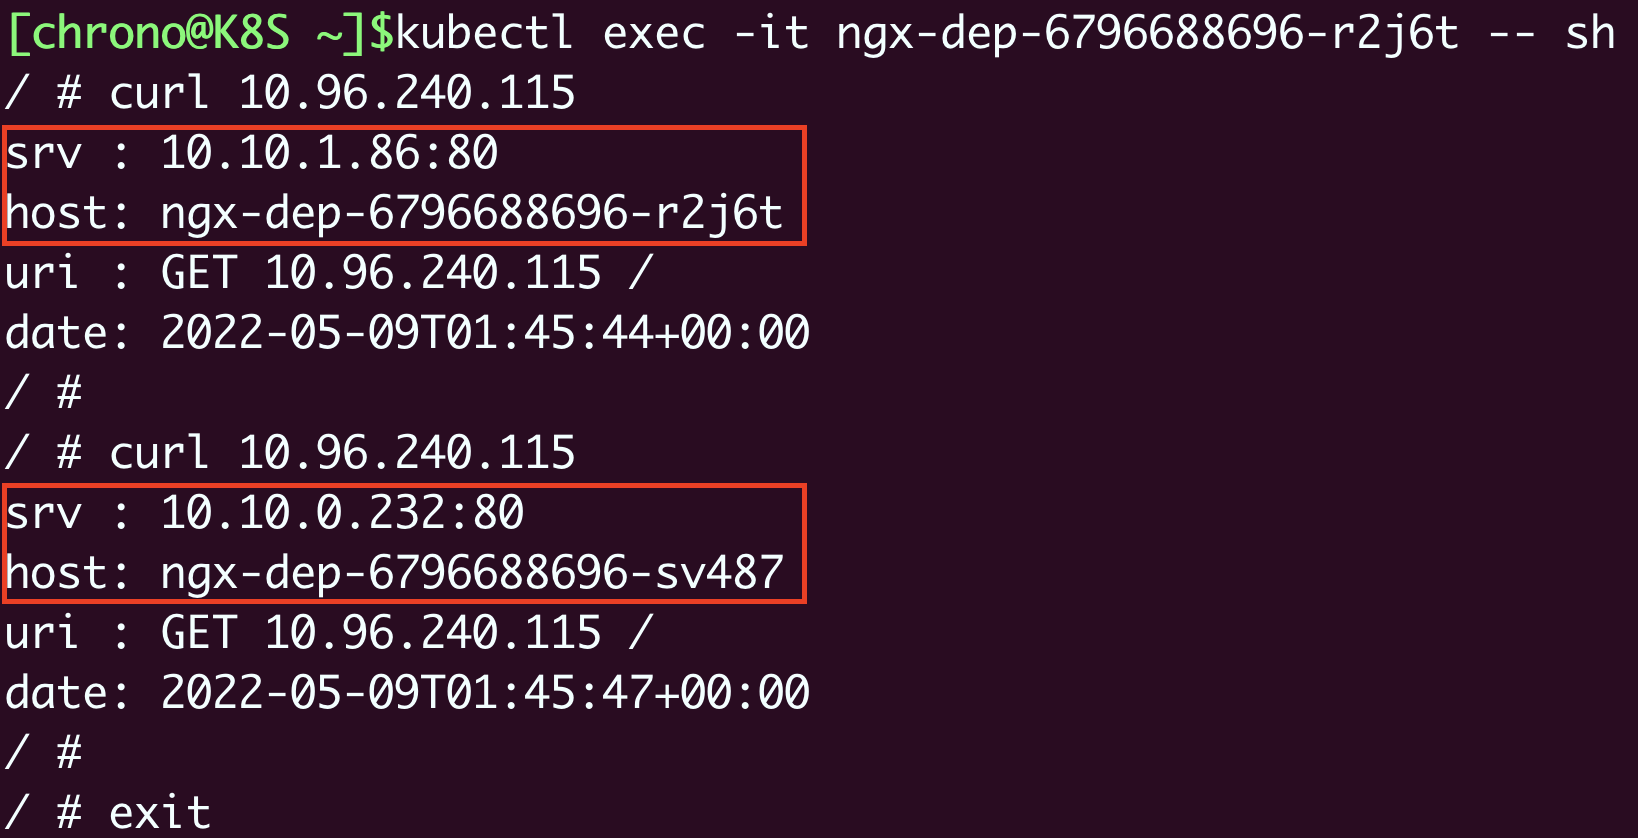 [chrono@K8S ~]$kubectl exec -it ngx-dep-6796688696-r2j6t -- sh
/ # curl 10.96.240.115
srv : 10.10.1.86:80
host: ngx-dep-6796688696-r2j6t
uri : GET 10.96.240.115 /
date: 2022-05-09T01:45:44+00:00
/ #
/ # curl 10.96.240.115
srv : 10.10.0.232:80
host: ngx-dep-6796688696-sv487
uri : GET 10.96.240.115 /
date: 2022-05-09T01:45:47+00:00
/ #
/ # exit